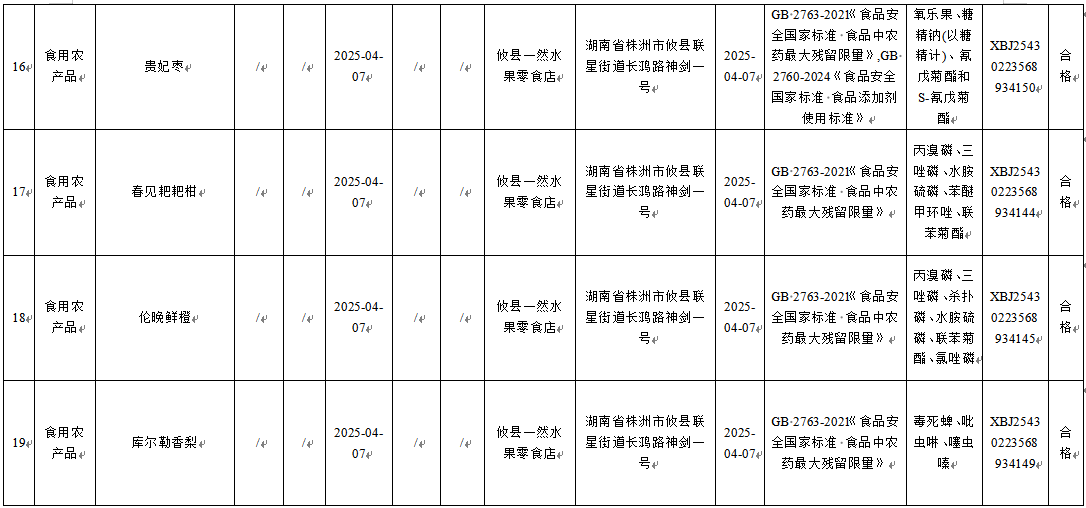 16
食用农
产品
贵妃枣
/
/
2025-04-
07
/
/
攸县一然水
果零食店
湖南省株洲市攸县联
星街道长鸿路神剑一
号
2025-
04-07
GB 2763-2021《食品安
全国家标准 食品中农
药最大残留限量》,GB
2760-2024《食品安全
国家标准 食品添加剂
使用标准》
氧乐果、糖
精钠(以糖
精计)、氰
戊菊酯和
S-氰戊菊
酯
XBJ2543
0223568
934150
合
格
17
食用农
产品
春见耙耙柑
/
/
2025-04-
07
/
/
攸县一然水
果零食店
湖南省株洲市攸县联
星街道长鸿路神剑一
号
2025-
04-07
GB 2763-2021《食品安
全国家标准 食品中农
药最大残留限量》
丙溴磷、三
唑磷、水胺
硫磷、苯醚
甲环唑、联
苯菊酯
XBJ2543
0223568
934144
合
格
18
食用农
产品
伦晚鲜橙
/
/
2025-04-
07
/
/
攸县一然水
果零食店
湖南省株洲市攸县联
星街道长鸿路神剑一
号
2025-
04-07
GB 2763-2021《食品安
全国家标准 食品中农
药最大残留限量》
丙溴磷、三
唑磷、杀扑
磷、水胺硫
磷、联苯菊
酯、氯唑磷
XBJ2543
0223568
934145
合
格
19
食用农
产品
库尔勒香梨
/
/
2025-04-
07
/
/
攸县一然水
果零食店
湖南省株洲市攸县联
星街道长鸿路神剑一
号
2025-
04-07
GB 2763-2021《食品安
全国家标准 食品中农
药最大残留限量》
毒死蜱、吡
虫啉、噻虫
嗪
XBJ2543
0223568
934149
合
格